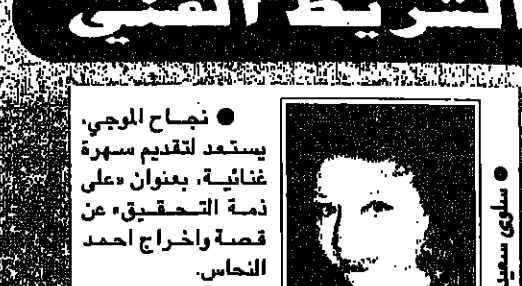 الشريط الفني
● نجاح الموجي،
يستعد لتقديم سهرة
غنائية، بعنوان «على
ذمة التحقيق» عن
قصة واخراج احمد
النحاس.
● سلوى سعيد